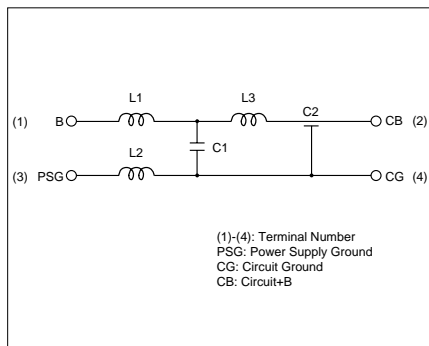 L1 L3
C2
(1) B CB (2)
C1
L2
(3) PSG CG (4)
(1)-(4): Terminal Number
PSG: Power Supply Ground
CG: Circuit Ground
CB: Circuit+B